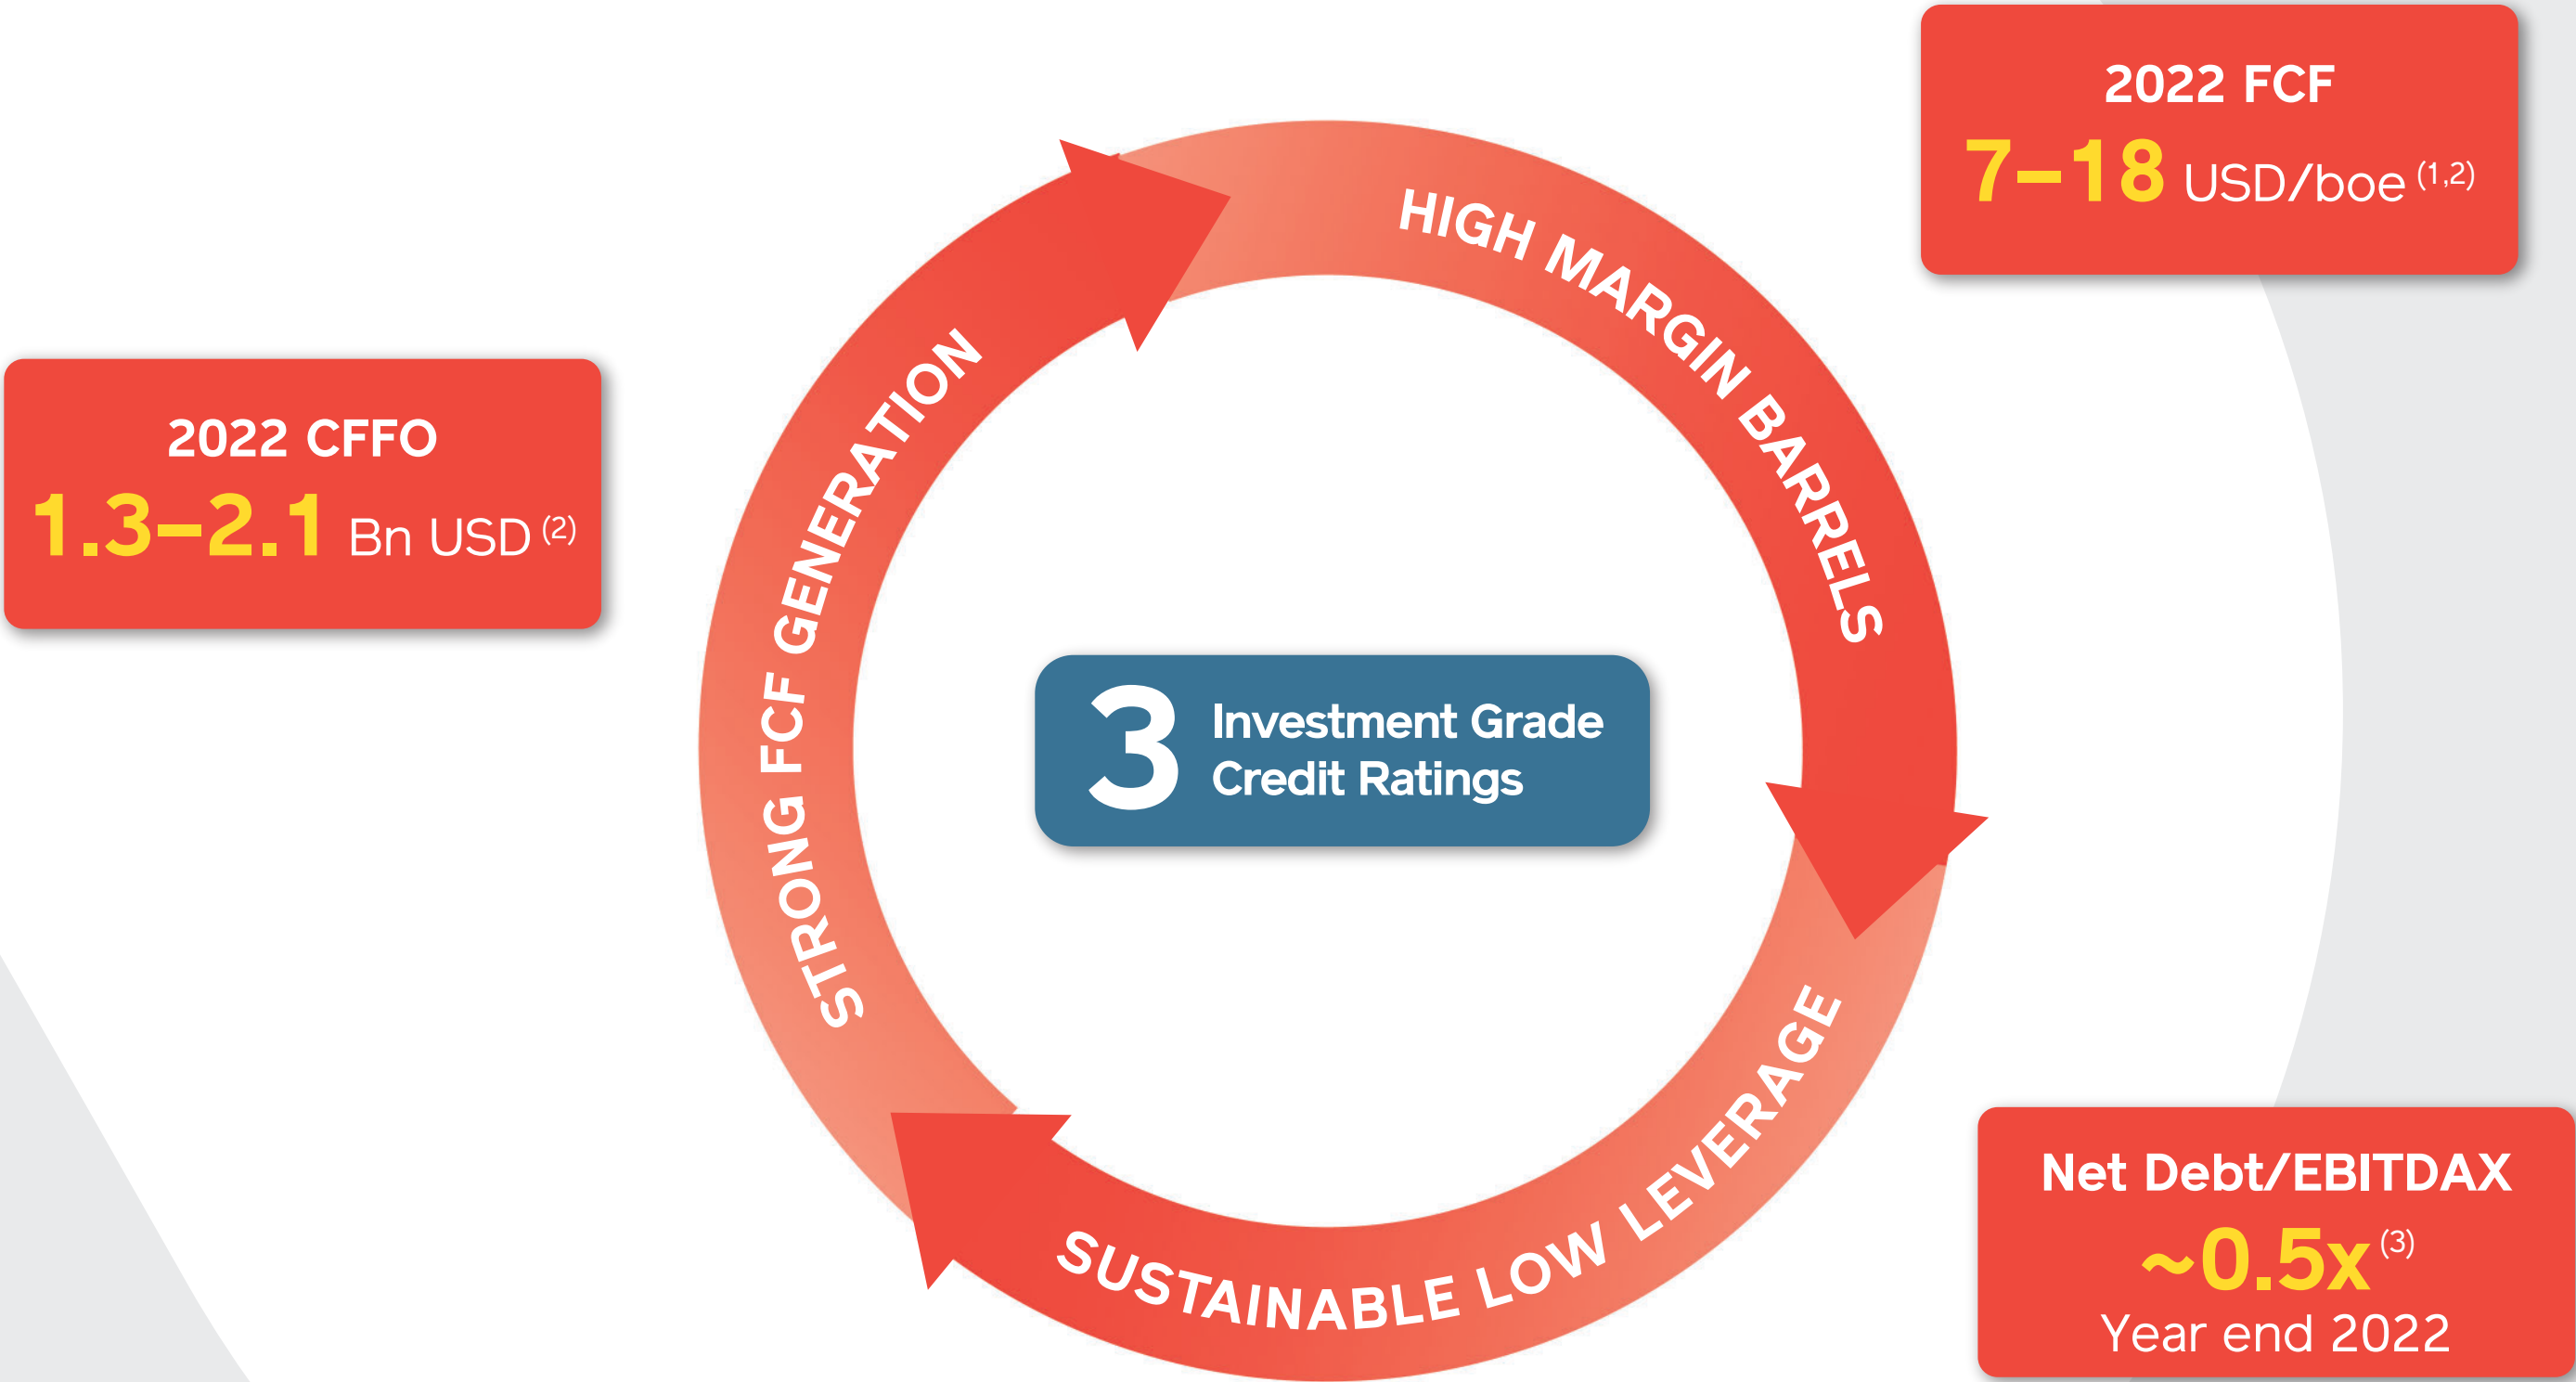 2022 FCF
7–18 USD/boe (1,2)
HIGH MARGIN BARRELS
2022 CFFO
1.3–2.1 Bn USD (2)
STRONG FCF GENERATION
3 Investment Grade
Credit Ratings
SUSTAINABLE LOW LEVERAGE
Net Debt/EBITDAX
~0.5x (3)
Year end 2022